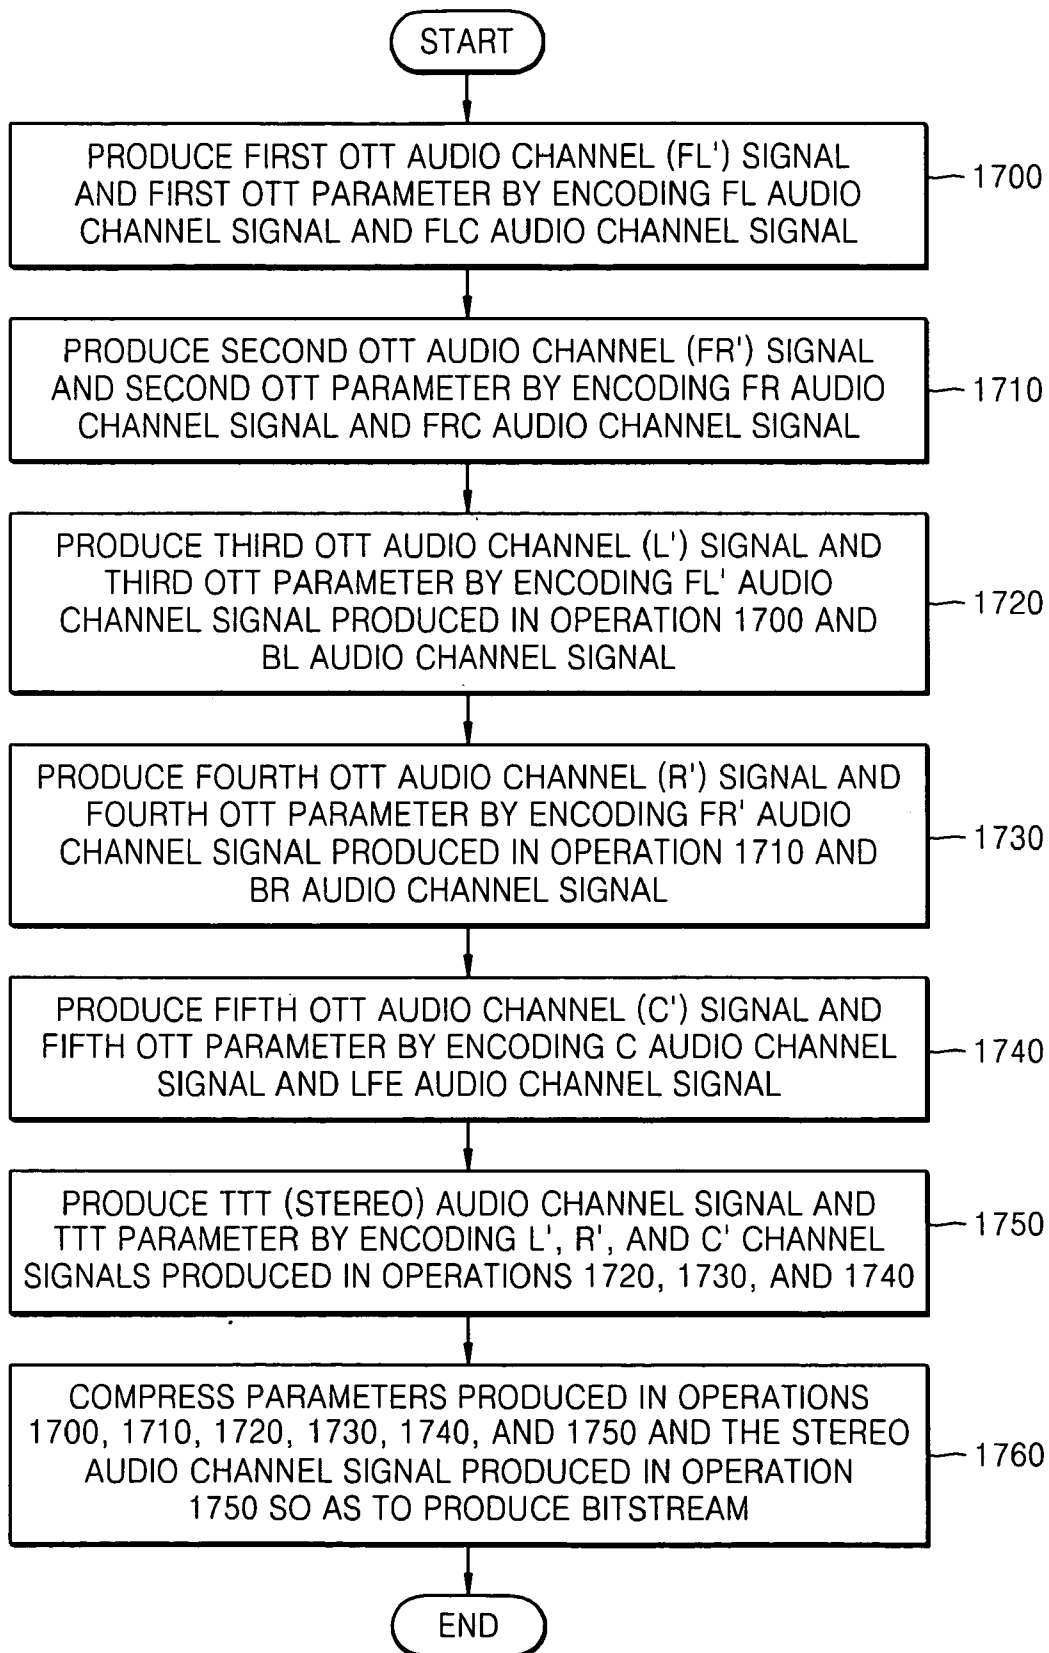 START
PRODUCE FIRST OTT AUDIO CHANNEL (FL') SIGNAL
AND FIRST OTT PARAMETER BY ENCODING FL AUDIO
CHANNEL SIGNAL AND FLC AUDIO CHANNEL SIGNAL
1700
PRODUCE SECOND OTT AUDIO CHANNEL (FR') SIGNAL
AND SECOND OTT PARAMETER BY ENCODING FR AUDIO
CHANNEL SIGNAL AND FRC AUDIO CHANNEL SIGNAL
1710
PRODUCE THIRD OTT AUDIO CHANNEL (L') SIGNAL AND
THIRD OTT PARAMETER BY ENCODING FL' AUDIO
CHANNEL SIGNAL PRODUCED IN OPERATION 1700 AND
BL AUDIO CHANNEL SIGNAL
1720
PRODUCE FOURTH OTT AUDIO CHANNEL (R') SIGNAL AND
FOURTH OTT PARAMETER BY ENCODING FR' AUDIO
CHANNEL SIGNAL PRODUCED IN OPERATION 1710 AND
BR AUDIO CHANNEL SIGNAL
1730
PRODUCE FIFTH OTT AUDIO CHANNEL (C') SIGNAL AND
FIFTH OTT PARAMETER BY ENCODING C AUDIO CHANNEL
SIGNAL AND LFE AUDIO CHANNEL SIGNAL
1740
PRODUCE TTT (STEREO) AUDIO CHANNEL SIGNAL AND
TTT PARAMETER BY ENCODING L', R', AND C' CHANNEL
SIGNALS PRODUCED IN OPERATIONS 1720, 1730, AND 1740
1750
COMPRESS PARAMETERS PRODUCED IN OPERATIONS
1700, 1710, 1720, 1730, 1740, AND 1750 AND THE STEREO
AUDIO CHANNEL SIGNAL PRODUCED IN OPERATION
1750 SO AS TO PRODUCE BITSTREAM
1760
END